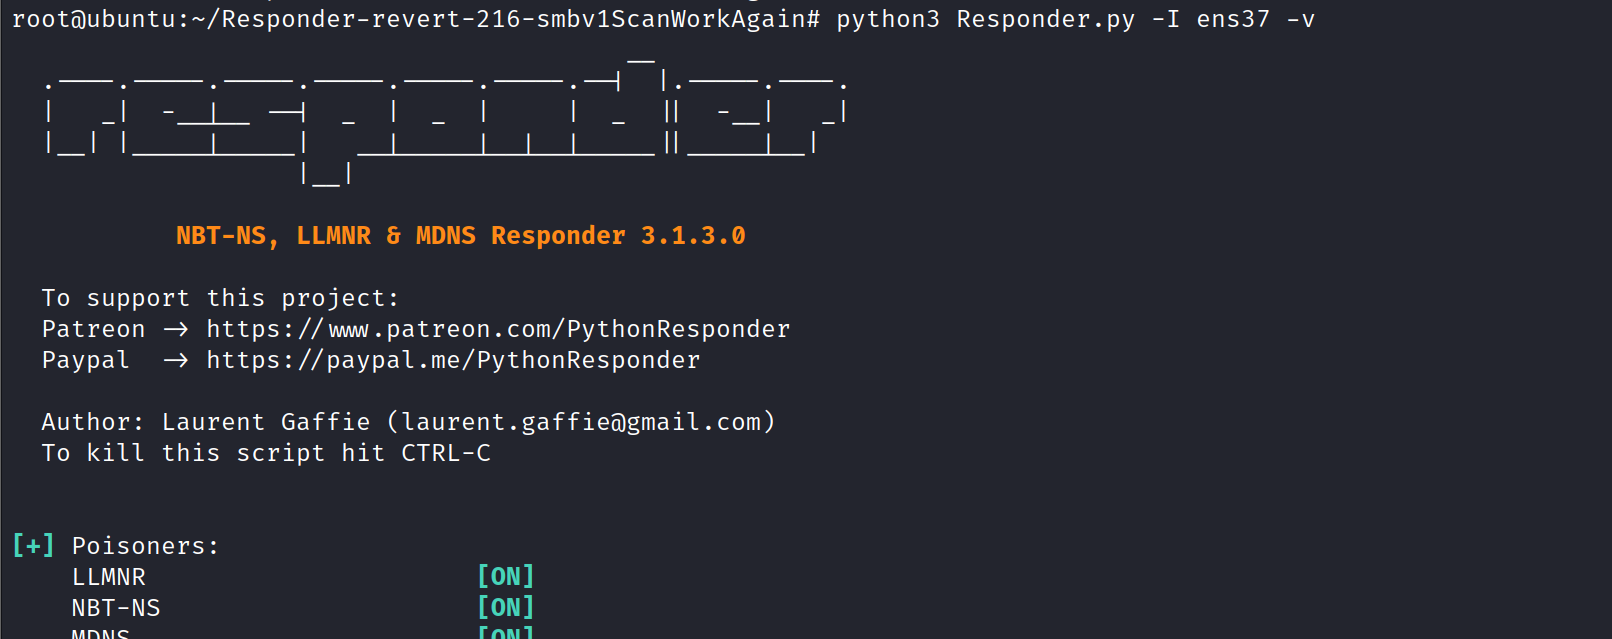 root@ubuntu:~/Responder-revert-216-smbv1ScanWorkAgain# python3 Responder.py -I ens37 -v
NBT-NS, LLMNR & MDNS Responder 3.1.3.0
To support this project:
Patreon -> https://www.patreon.com/PythonResponder
Paypal  -> https://paypal.me/PythonResponder
Author: Laurent Gaffie (laurent.gaffie@gmail.com)
To kill this script hit CTRL-C
[+] Poisoners:
LLMNR                      [ON]
NBT-NS                     [ON]
MDNS                       [ON]